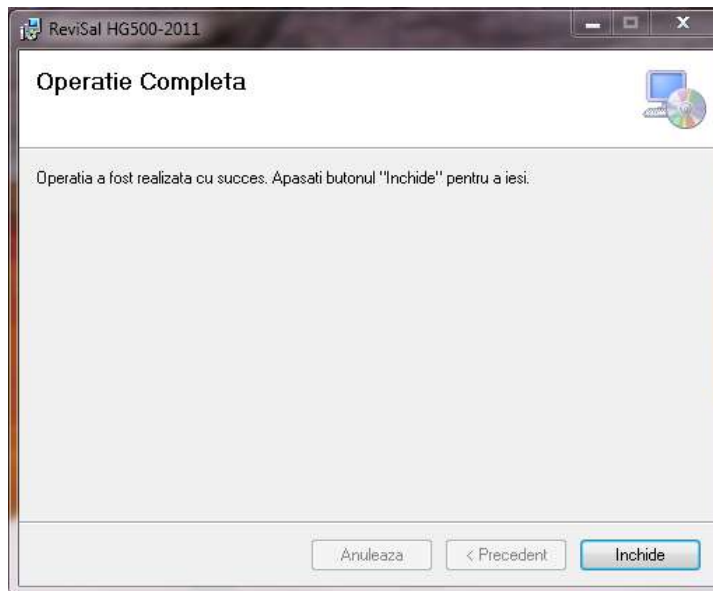 ReviSal HG500-2011
Operatie Completa
Operatia a fost realizata cu succes. Apasati butonul "Inchide" pentru a iesi.
Anuleaza
< Precedent
Inchide